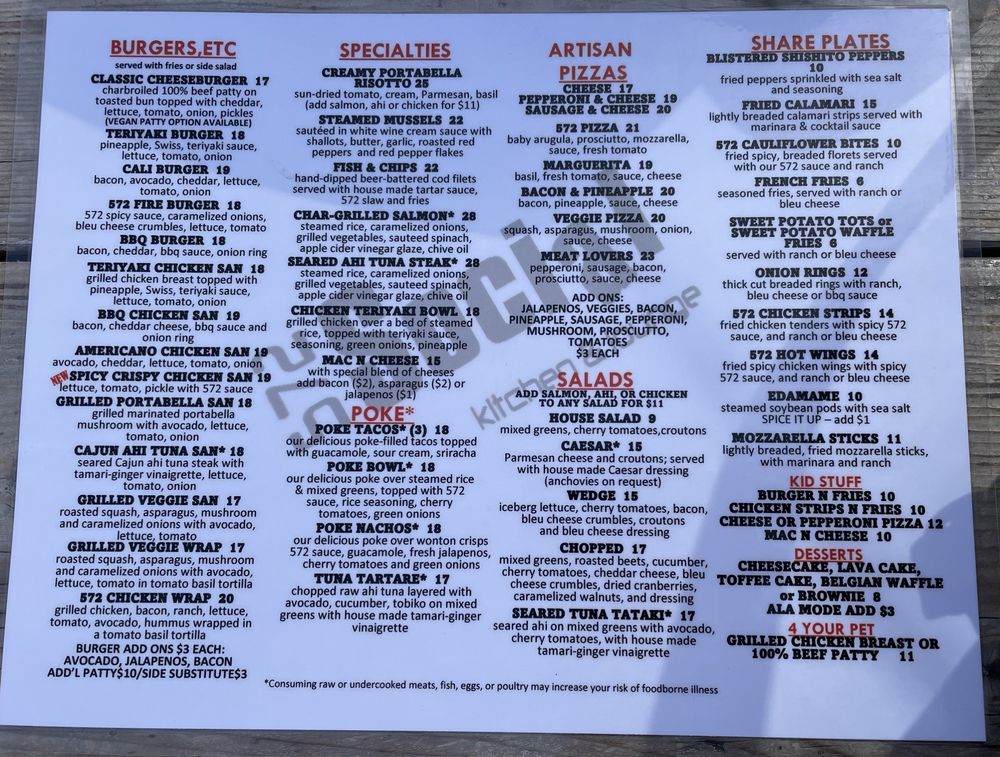 BURGERS,ETC
served with fries or side salad
CLASSIC CHEESEBURGER 17
charbroiled 100% beef patty on
toasted bun topped with cheddar,
lettuce, tomato, onion, pickles
(VEGAN PATTY OPTION AVAILABLE)
TERIYAKI BURGER 18
pineapple, Swiss, teriyaki sauce,
lettuce, tomato, onion
CALI BURGER 19
bacon, avocado, cheddar, lettuce,
tomato, onion
572 FIRE BURGER 18
572 spicy sauce, caramelized onions,
bleu cheese crumbles, lettuce, tomato
BBQ BURGER 18
bacon, cheddar, bbq sauce, onion ring
TERIYAKI CHICKEN SAN 18
grilled chicken breast topped with
pineapple, Swiss, teriyaki sauce,
lettuce, tomato, onion
BBQ CHICKEN SAN 19
bacon, cheddar cheese, bbq sauce and
onion ring
AMERICANO CHICKEN SAN 19
avocado, cheddar, lettuce, tomato, onion
NEW SPICY CRISPY CHICKEN SAN 19
lettuce, tomato, pickle with 572 sauce
GRILLED PORTABELLA SAN 18
grilled marinated portabella
mushroom with avocado, lettuce,
tomato, onion
CAJUN AHI TUNA SAN* 18
seared Cajun ahi tuna steak with
tamari-ginger vinaigrette, lettuce,
tomato, onion
GRILLED VEGGIE SAN 17
roasted squash, asparagus, mushroom
and caramelized onions with avocado,
lettuce, tomato
GRILLED VEGGIE WRAP 17
roasted squash, asparagus, mushroom
and caramelized onions with avocado,
lettuce, tomato in tomato basil tortilla
572 CHICKEN WRAP 20
grilled chicken, bacon, ranch, lettuce,
tomato, avocado, hummus wrapped in
a tomato basil tortilla
BURGER ADD ONS $3 EACH:
AVOCADO, JALAPENOS, BACON
ADD'L PATTY$10/SIDE SUBSTITUTE$3
SPECIALTIES
CREAMY PORTABELLA
RISOTTO 25
sun-dried tomato, cream, Parmesan, basil
(add salmon, ahi or chicken for $11)
STEAMED MUSSELS 22
sautéed in white wine cream sauce with
shallots, butter, garlic, roasted red
peppers and red pepper flakes
FISH & CHIPS 22
hand-dipped beer-battered cod filets
served with house made tartar sauce,
572 slaw and fries
CHAR-GRILLED SALMON* 28
steamed rice, caramelized onions,
grilled vegetables, sauteed spinach,
apple cider vinegar glaze, chive oil
SEARED AHI TUNA STEAK* 28
steamed rice, caramelized onions,
grilled vegetables, sauteed spinach,
apple cider vinegar glaze, chive oil
CHICKEN TERIYAKI BOWL 18
grilled chicken over a bed of steamed
rice, topped with teriyaki sauce,
seasoning, green onions, pineapple
MAC N CHEESE 15
with special blend of cheeses
add bacon ($2), asparagus ($2) or
jalapenos ($1)
POKE*
POKE TACOS* (3) 18
our delicious poke-filled tacos topped
with guacamole, sour cream, sriracha
POKE BOWL* 18
our delicious poke over steamed rice
& mixed greens, topped with 572
sauce, rice seasoning, cherry
tomatoes, green onions
POKE NACHOS* 18
our delicious poke over wonton crisps
572 sauce, guacamole, fresh jalapenos,
cherry tomatoes and green onions
TUNA TARTARE* 17
chopped raw ahi tuna layered with
avocado, cucumber, tobiko on mixed
greens with house made tamari-ginger
vinaigrette
ARTISAN
PIZZAS
CHEESE 17
PEPPERONI & CHEESE 19
SAUSAGE & CHEESE 20
572 PIZZA 21
baby arugula, prosciutto, mozzarella,
sauce, fresh tomato
MARGUERITA 19
basil, fresh tomato, sauce, cheese
BACON & PINEAPPLE 20
bacon, pineapple, sauce, cheese
VEGGIE PIZZA 20
squash, asparagus, mushroom, onion,
sauce, cheese
MEAT LOVERS 23
pepperoni, sausage, bacon,
prosciutto, sauce, cheese
ADD ONS:
JALAPENOS, VEGGIES, BACON,
PINEAPPLE, SAUSAGE, PEPPERONI,
MUSHROOM, PROSCIUTTO,
TOMATOES
$3 EACH
SALADS
ADD SALMON, AHI, OR CHICKEN
TO ANY SALAD FOR $11
HOUSE SALAD 9
mixed greens, cherry tomatoes,croutons
CAESAR* 15
Parmesan cheese and croutons; served
with house made Caesar dressing
(anchovies on request)
WEDGE 15
iceberg lettuce, cherry tomatoes, bacon,
bleu cheese crumbles, croutons
and bleu cheese dressing
CHOPPED 17
mixed greens, roasted beets, cucumber,
cherry tomatoes, cheddar cheese, bleu
cheese crumbles, dried cranberries,
caramelized walnuts, and dressing
SEARED TUNA TATAKI* 17
seared ahi on mixed greens with avocado,
cherry tomatoes, with house made
tamari-ginger vinaigrette
SHARE PLATES
BLISTERED SHISHITO PEPPERS
10
fried peppers sprinkled with sea salt
and seasoning
FRIED CALAMARI 15
lightly breaded calamari strips served with
marinara & cocktail sauce
572 CAULIFLOWER BITES 10
fried spicy, breaded florets served
with our 572 sauce and ranch
FRENCH FRIES 6
seasoned fries, served with ranch or
bleu cheese
SWEET POTATO TOTS or
SWEET POTATO WAFFLE
FRIES 6
served with ranch or bleu cheese
ONION RINGS 12
thick cut breaded rings with ranch,
bleu cheese or bbq sauce
572 CHICKEN STRIPS 14
fried chicken tenders with spicy 572
sauce, and ranch or bleu cheese
572 HOT WINGS 14
fried spicy chicken wings with spicy
572 sauce, and ranch or bleu cheese
EDAMAME 10
steamed soybean pods with sea salt
SPICE IT UP – add $1
MOZZARELLA STICKS 11
lightly breaded, fried mozzarella sticks,
with marinara and ranch
KID STUFF
BURGER N FRIES 10
CHICKEN STRIPS N FRIES 10
CHEESE OR PEPPERONI PIZZA 12
MAC N CHEESE 10
DESSERTS
CHEESECAKE, LAVA CAKE,
TOFFEE CAKE, BELGIAN WAFFLE
or BROWNIE 8
ALA MODE ADD $3
4 YOUR PET
GRILLED CHICKEN BREAST OR
100% BEEF PATTY 11
*Consuming raw or undercooked meats, fish, eggs, or poultry may increase your risk of foodborne illness